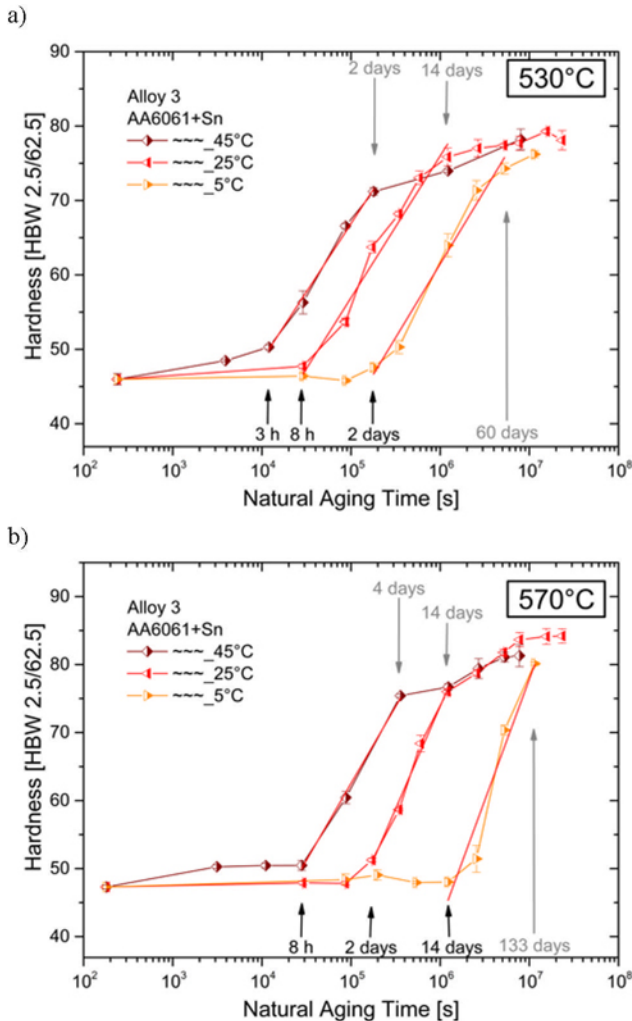 a)
90
80
70
60
50
40
Hardness [HBW 2.5/62.5]
2 days
14 days
530°C
Alloy 3
AA6061+Sn
~~~_45°C
~~~_25°C
~~~_5°C
3 h
8 h
2 days
60 days
10² 10³ 10⁴ 10⁵ 10⁶ 10⁷ 10⁸
Natural Aging Time [s]
b)
90
80
70
60
50
40
Hardness [HBW 2.5/62.5]
4 days
14 days
570°C
Alloy 3
AA6061+Sn
~~~_45°C
~~~_25°C
~~~_5°C
8 h
2 days
14 days
133 days
10² 10³ 10⁴ 10⁵ 10⁶ 10⁷ 10⁸
Natural Aging Time [s]